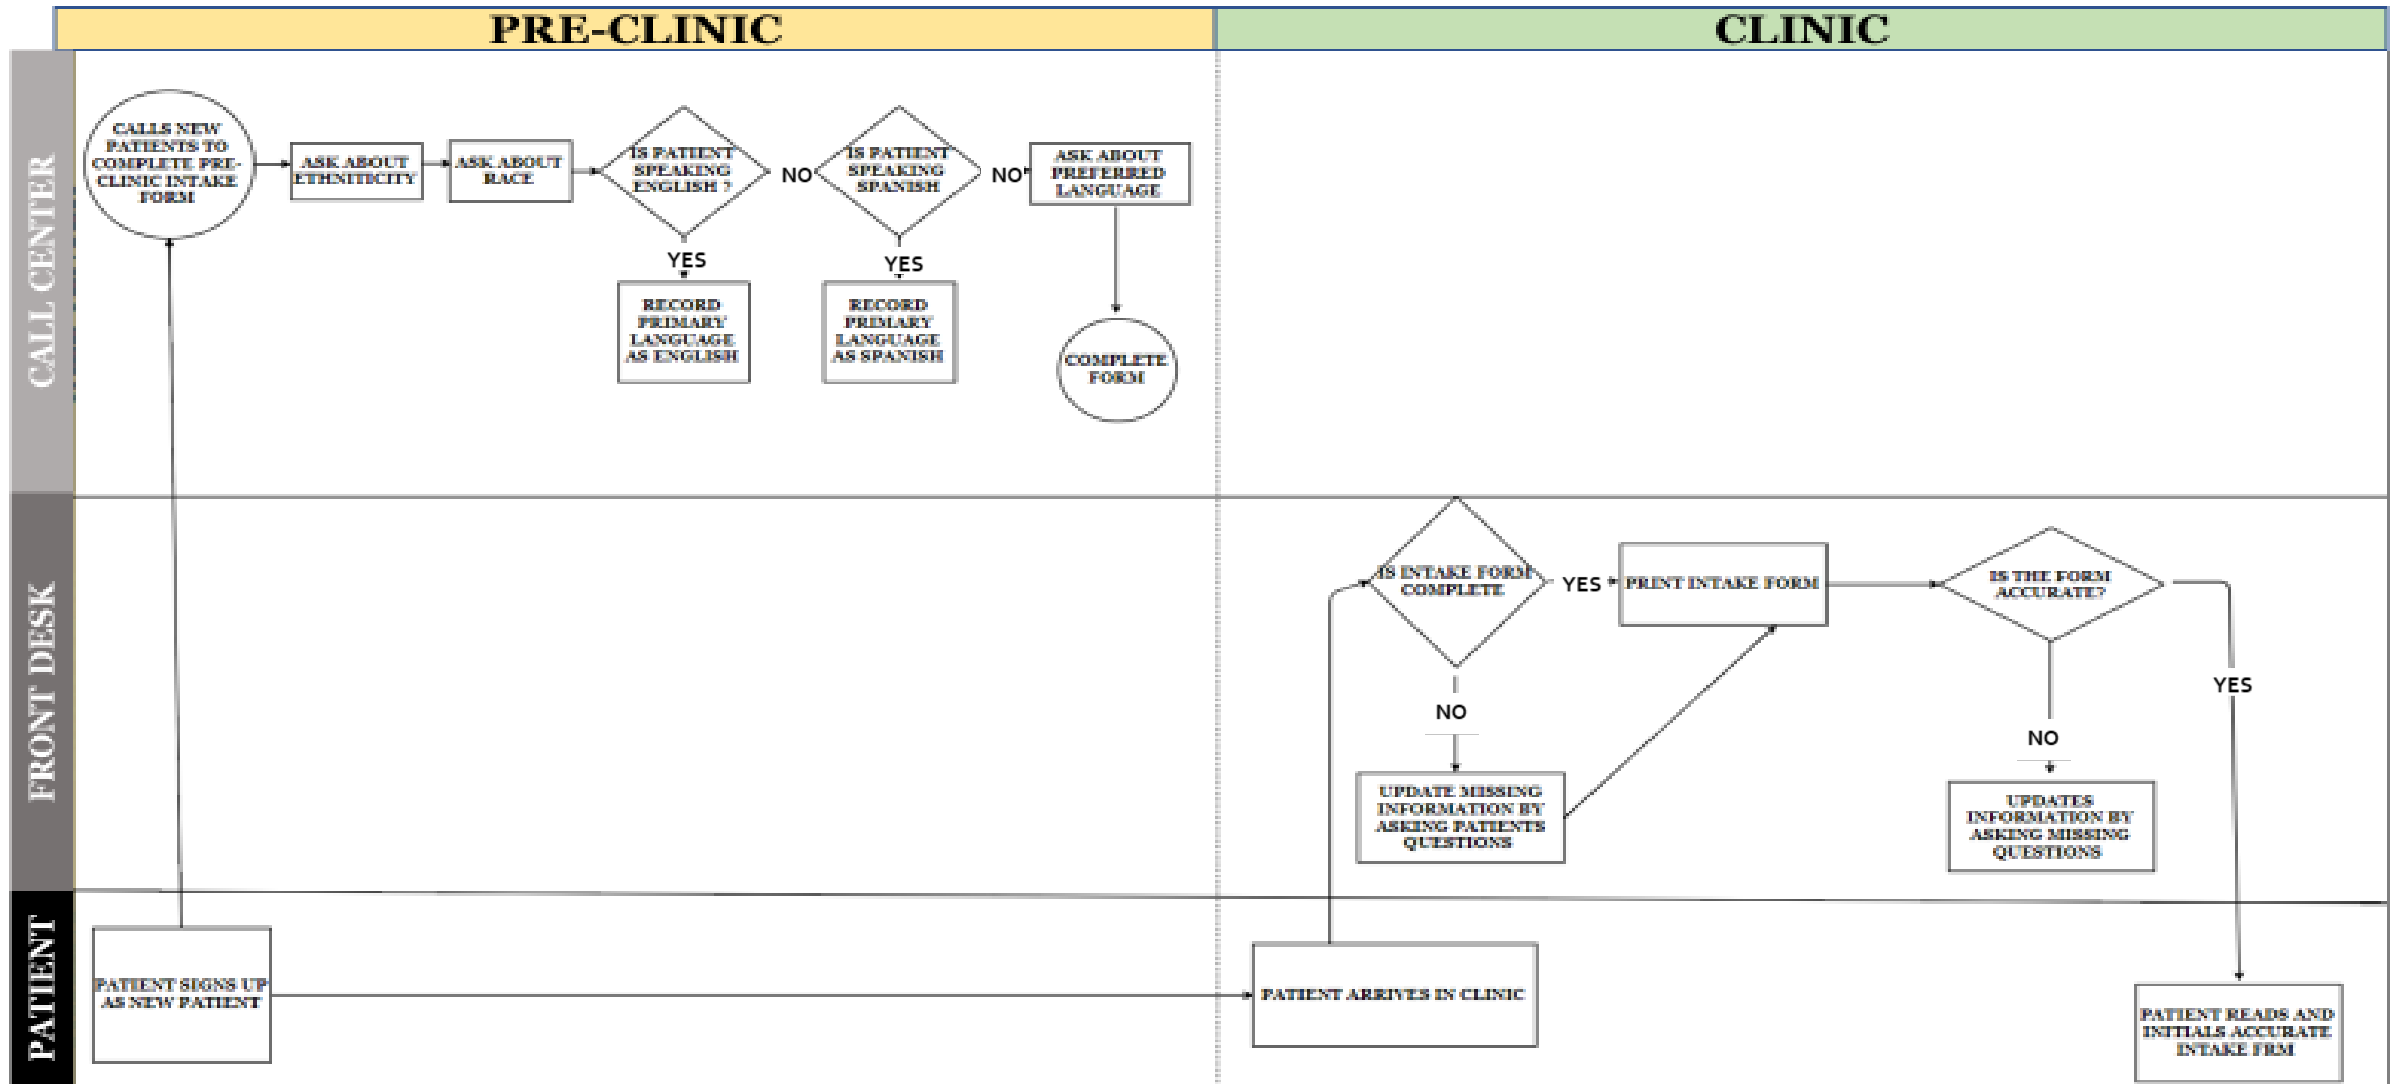 PRE-CLINIC
CLINIC
CALL CENTER
CALLS NEW
PATIENTS TO
COMPLETE PRE-
CLINIC INTAKE
FORM
ASK ABOUT
ETHNITICITY
ASK ABOUT
RACE
IS PATIENT
SPEAKING
ENGLISH ?
NO
IS PATIENT
SPEAKING
SPANISH
NO
ASK ABOUT
PREFERRED
LANGUAGE
YES
YES
RECORD
PRIMARY
LANGUAGE
AS ENGLISH
RECORD
PRIMARY
LANGUAGE
AS SPANISH
COMPLETE
FORM
FRONT DESK
IS INTAKE FORM
COMPLETE
YES
PRINT INTAKE FORM
IS THE FORM
ACCURATE?
YES
NO
NO
UPDATE MISSING
INFORMATION BY
ASKING PATIENTS
QUESTIONS
UPDATES
INFORMATION BY
ASKING MISSING
QUESTIONS
PATIENT
PATIENT SIGNS UP
AS NEW PATIENT
PATIENT ARRIVES IN CLINIC
PATIENT READS AND
INITIALS ACCURATE
INTAKE FRM